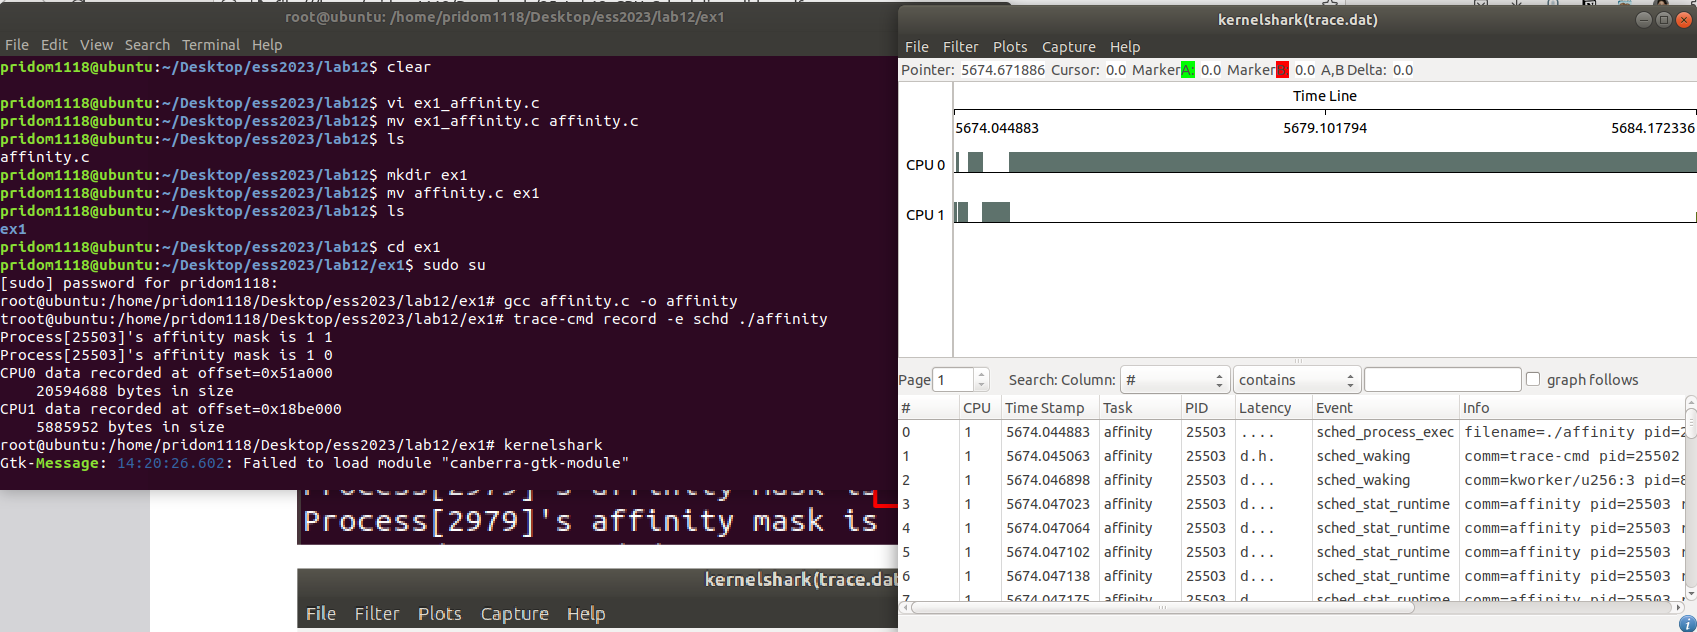 root@ubuntu: /home/pridom1118/Desktop/ess2023/lab12/ex1
File Edit View Search Terminal Help
pridom1118@ubuntu:~/Desktop/ess2023/lab12$ clear
pridom1118@ubuntu:~/Desktop/ess2023/lab12$ vi ex1_affinity.c
pridom1118@ubuntu:~/Desktop/ess2023/lab12$ mv ex1_affinity.c affinity.c
pridom1118@ubuntu:~/Desktop/ess2023/lab12$ ls
affinity.c
pridom1118@ubuntu:~/Desktop/ess2023/lab12$ mkdir ex1
pridom1118@ubuntu:~/Desktop/ess2023/lab12$ mv affinity.c ex1
pridom1118@ubuntu:~/Desktop/ess2023/lab12$ ls
ex1
pridom1118@ubuntu:~/Desktop/ess2023/lab12$ cd ex1
pridom1118@ubuntu:~/Desktop/ess2023/lab12/ex1$ sudo su
[sudo] password for pridom1118:
root@ubuntu:/home/pridom1118/Desktop/ess2023/lab12/ex1# gcc affinity.c -o affinity
troot@ubuntu:/home/pridom1118/Desktop/ess2023/lab12/ex1# trace-cmd record -e schd ./affinity
Process[25503]'s affinity mask is 1 1
Process[25503]'s affinity mask is 1 0
CPU0 data recorded at offset=0x51a000
20594688 bytes in size
CPU1 data recorded at offset=0x18be000
5885952 bytes in size
root@ubuntu:/home/pridom1118/Desktop/ess2023/lab12/ex1# kernelshark
Gtk-Message: 14:20:26.602: Failed to load module "canberra-gtk-module"
Process[2979]'s affinity mask is
Process[2979]'s affinity mask is
kernelshark(trace.dat
File Filter Plots Capture Help
kernelshark(trace.dat)
File Filter Plots Capture Help
Pointer: 5674.671886 Cursor: 0.0 Marker A: 0.0 Marker B: 0.0 A,B Delta: 0.0
Time Line
5674.044883 5679.101794 5684.172336
CPU 0
CPU 1
Page 1 Search: Column: # contains graph follows
# CPU Time Stamp Task PID Latency Event Info
0 1 5674.044883 affinity 25503 .... sched_process_exec filename=./affinity pid=2
1 1 5674.045063 affinity 25503 d.h. sched_waking comm=trace-cmd pid=25502
2 1 5674.046898 affinity 25503 d... sched_waking comm=kworker/u256:3 pid=8
3 1 5674.047023 affinity 25503 d... sched_stat_runtime comm=affinity pid=25503 r
4 1 5674.047064 affinity 25503 d... sched_stat_runtime comm=affinity pid=25503 r
5 1 5674.047102 affinity 25503 d... sched_stat_runtime comm=affinity pid=25503 r
6 1 5674.047138 affinity 25503 d... sched_stat_runtime comm=affinity pid=25503 r
7 1 5674.047175 affinity 25503 d... sched_stat_runtime comm=affinity pid=25503 r